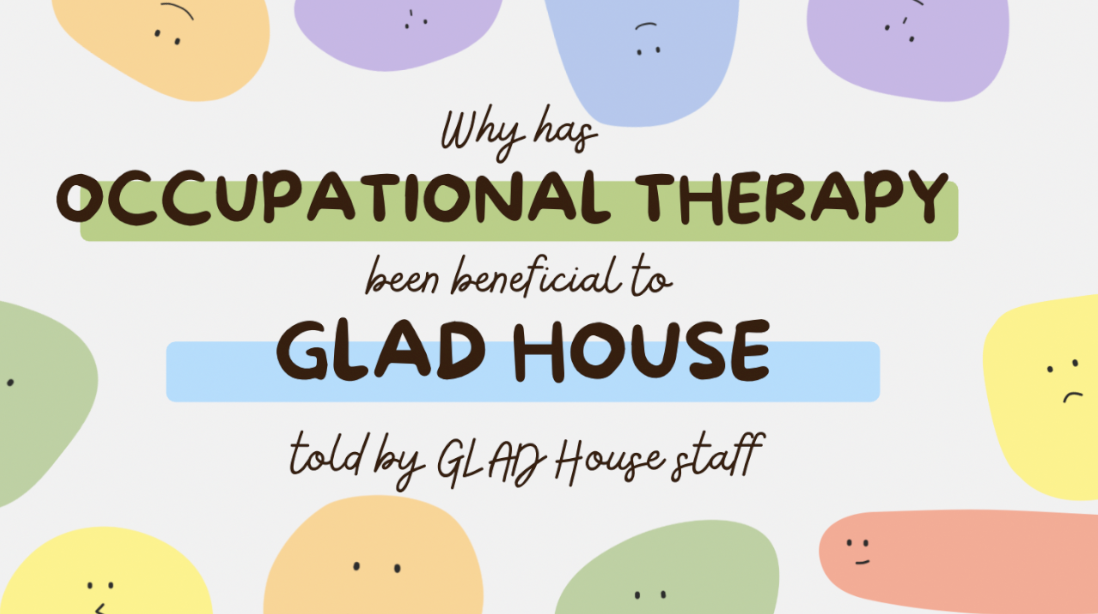 Why has
OCCUPATIONAL THERAPY
been beneficial to
GLAD HOUSE
told by GLAD House staff